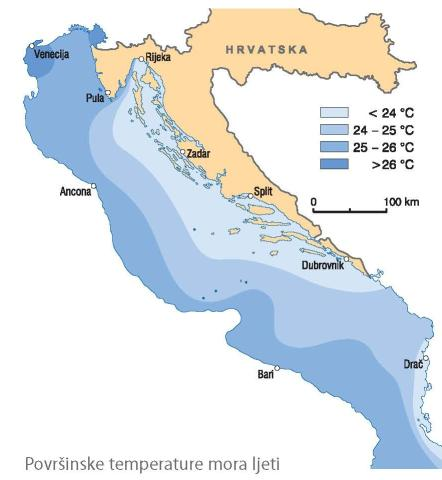 Venecija
Rijeka
HRVATSKA
Pula
< 24 °C
24 – 25 °C
25 – 26 °C
>26 °C
Zadar
Ancona
Split
0 100 km
Dubrovnik
Drač
Bari
Površinske temperature mora ljeti